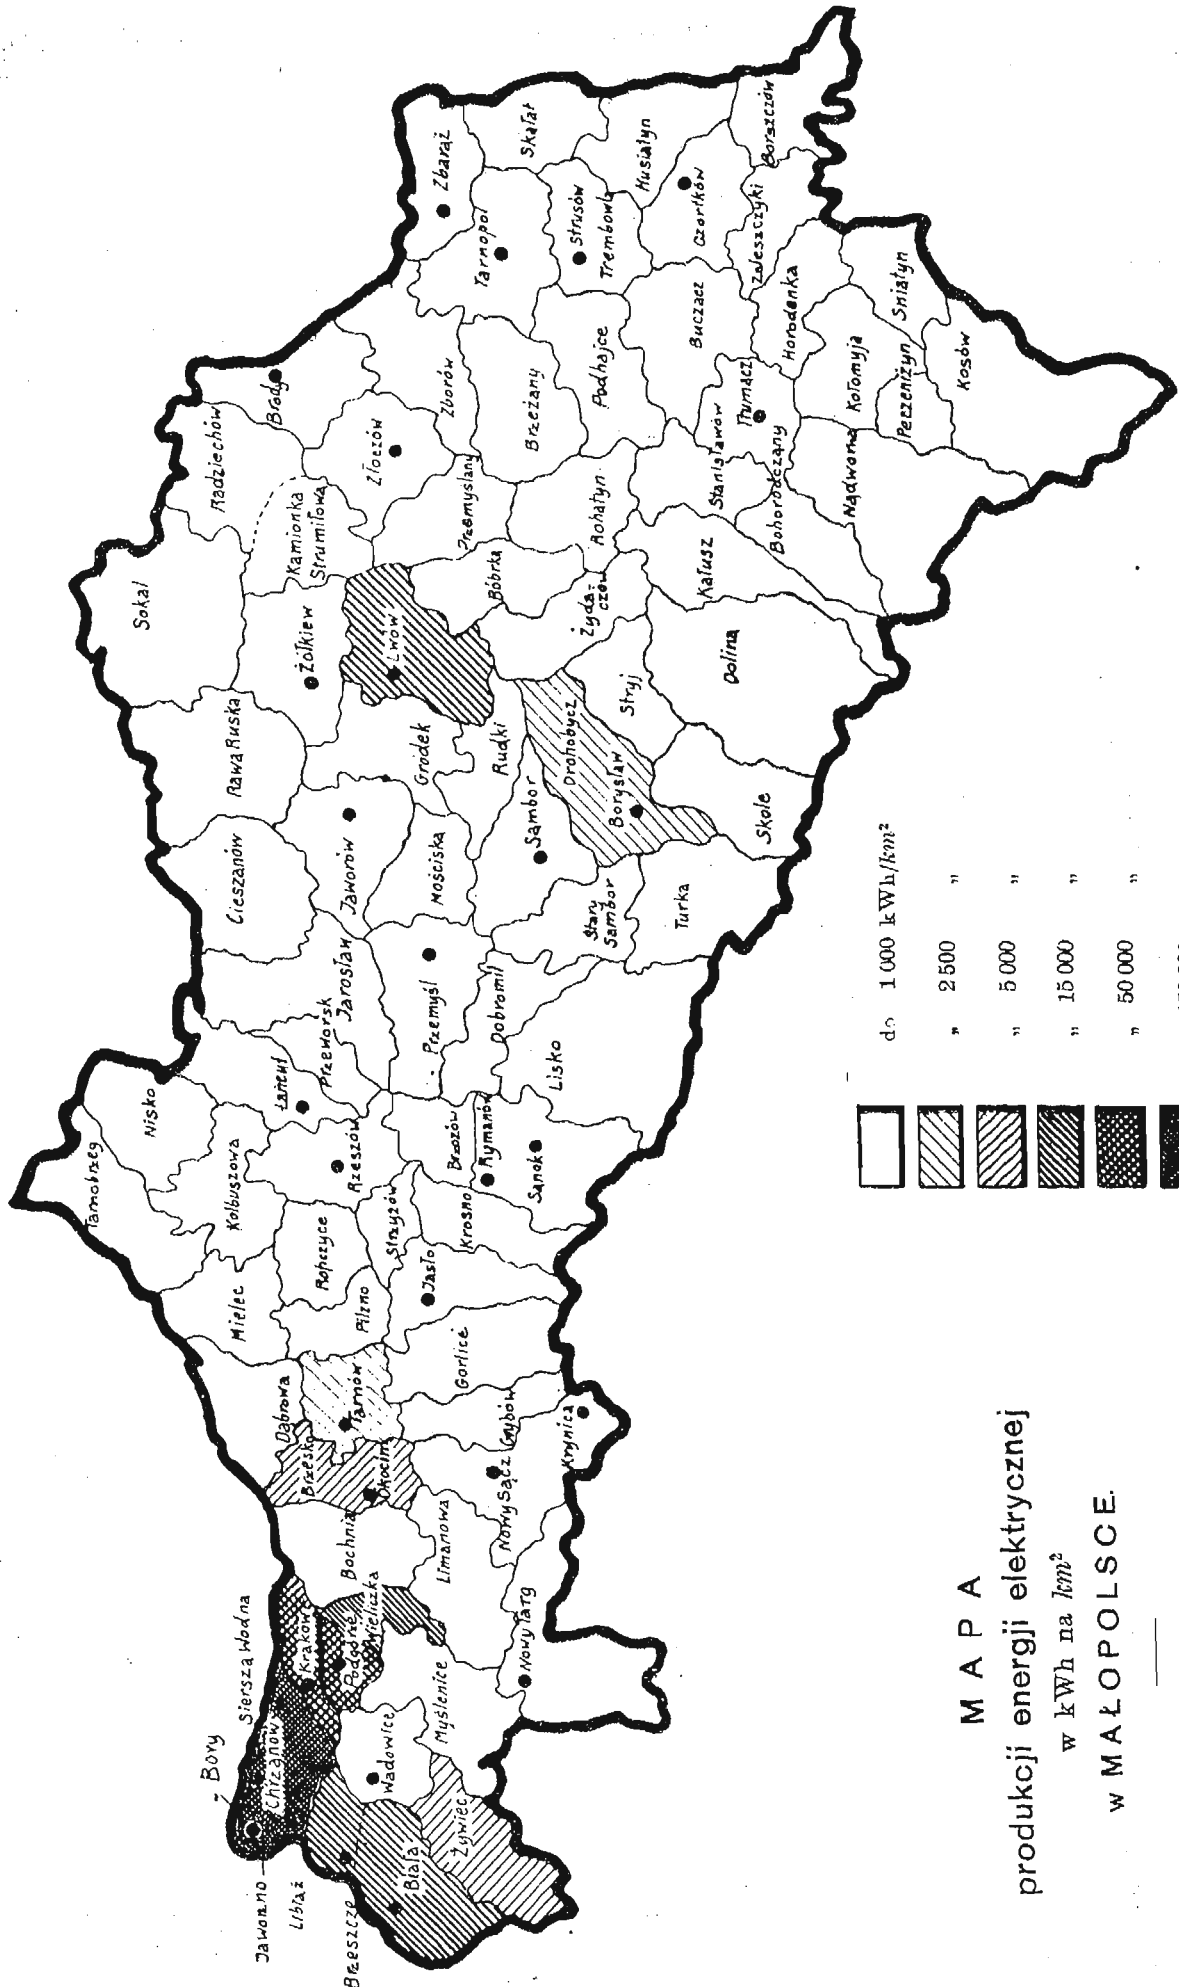 MAPA
produkcji energji elektrycznej
w kWh na km²
w MAŁOPOLSCE.
do 1000 kWh/km²
„ 2500 „
„ 5000 „
„ 15000 „
„ 50000 „
Bory
Siersza Wodna
Jaworzno
Libiąż
Brzeszcze
Chrzanów
Kraków
Podgórze
Wieliczka
Biała
Żywiec
Wadowice
Myślenice
Nowy Targ
Bochnia
Limanowa
Brzesko
Okocim
Nowy Sącz
Dąbrowa
Tarnów
Grybów
Krynica
Gorlice
Mielec
Pilzno
Ropczyce
Jasło
Strzyżów
Krosno
Tarnobrzeg
Nisko
Kolbuszowa
Rzeszów
Łańcut
Przeworsk
Jarosław
Brzozów
Rymanów
Sanok
Lisko
Dobromil
Przemyśl
Cieszanów
Jaworów
Mościska
Sambor
Stary
Sambor
Turka
Rawa Ruska
Gródek
Rudki
Drohobycz
Borysław
Stryj
Skole
Dolina
Sokal
Żółkiew
Lwów
Kamionka
Strumiłowa
Bóbrka
Żyda-
czów
Kałusz
Radziechów
Brody
Złoczów
Zborów
Przemyślany
Rohatyn
Brzeżany
Podhajce
Stanisławów
Bohorodczany
Tłumacz
Nadworna
Zbaraż
Tarnopol
Skałat
Strusów
Trembowla
Husiatyn
Czortków
Buczacz
Borszczów
Zaleszczyki
Horodenka
Kołomyja
Śniatyn
Peczeniżyn
Kosów